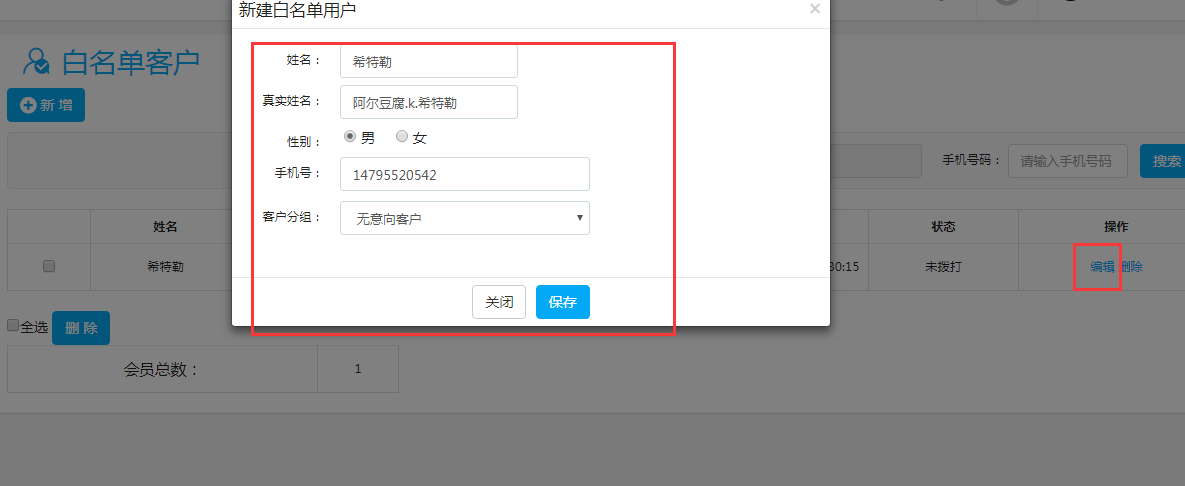 新建白名单用户 ×
白名单客户
新 增
姓名： 希特勒
真实姓名： 阿尔豆腐.k.希特勒
性别： 男 女
手机号： 14795520542
客户分组： 无意向客户
关闭 保存
手机号码： 请输入手机号码 搜索
姓名 状态 操作
希特勒 30:15 未拨打 编辑 删除
全选 删 除
会员总数： 1